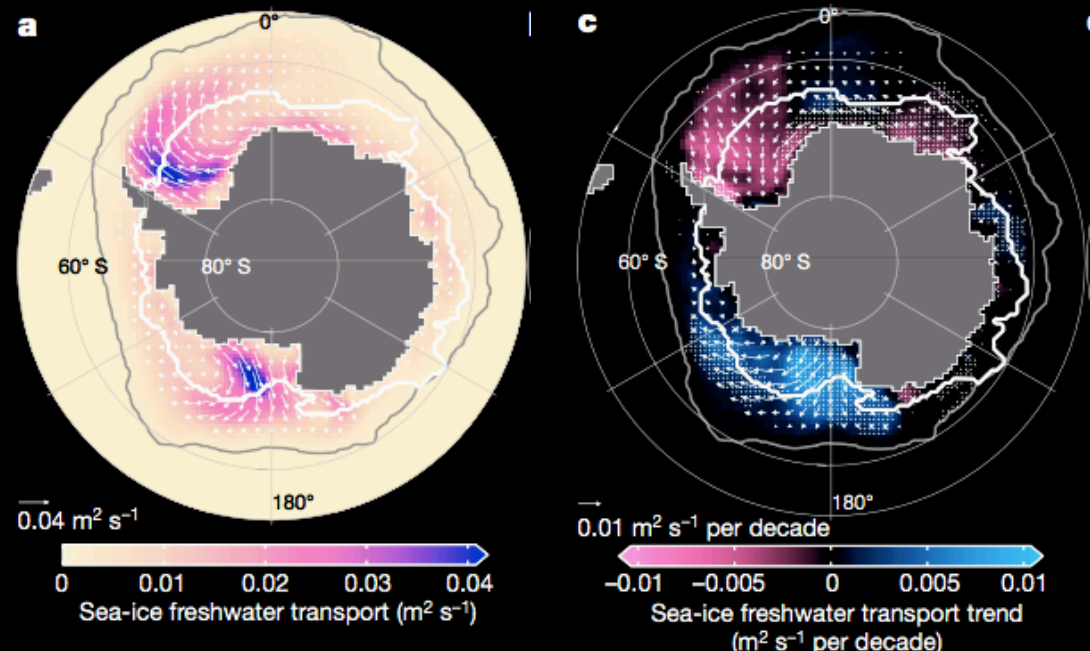 a
0°
60° S
80° S
180°
0.04 m² s⁻¹
0 0.01 0.02 0.03 0.04
Sea-ice freshwater transport (m² s⁻¹)
c
0°
60° S
80° S
180°
0.01 m² s⁻¹ per decade
−0.01 −0.005 0 0.005 0.01
Sea-ice freshwater transport trend
(m² s⁻¹ per decade)